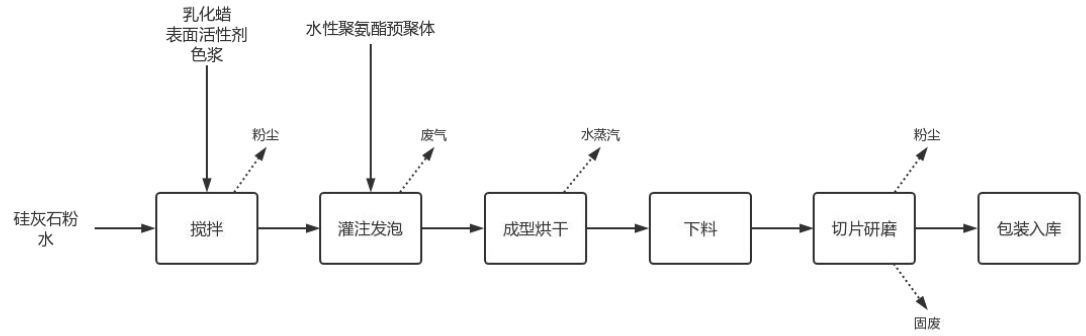 乳化蜡
表面活性剂
色浆
水性聚氨酯预聚体
粉尘
废气
水蒸汽
粉尘
硅灰石粉
水
搅拌
灌注发泡
成型烘干
下料
切片研磨
包装入库
固废